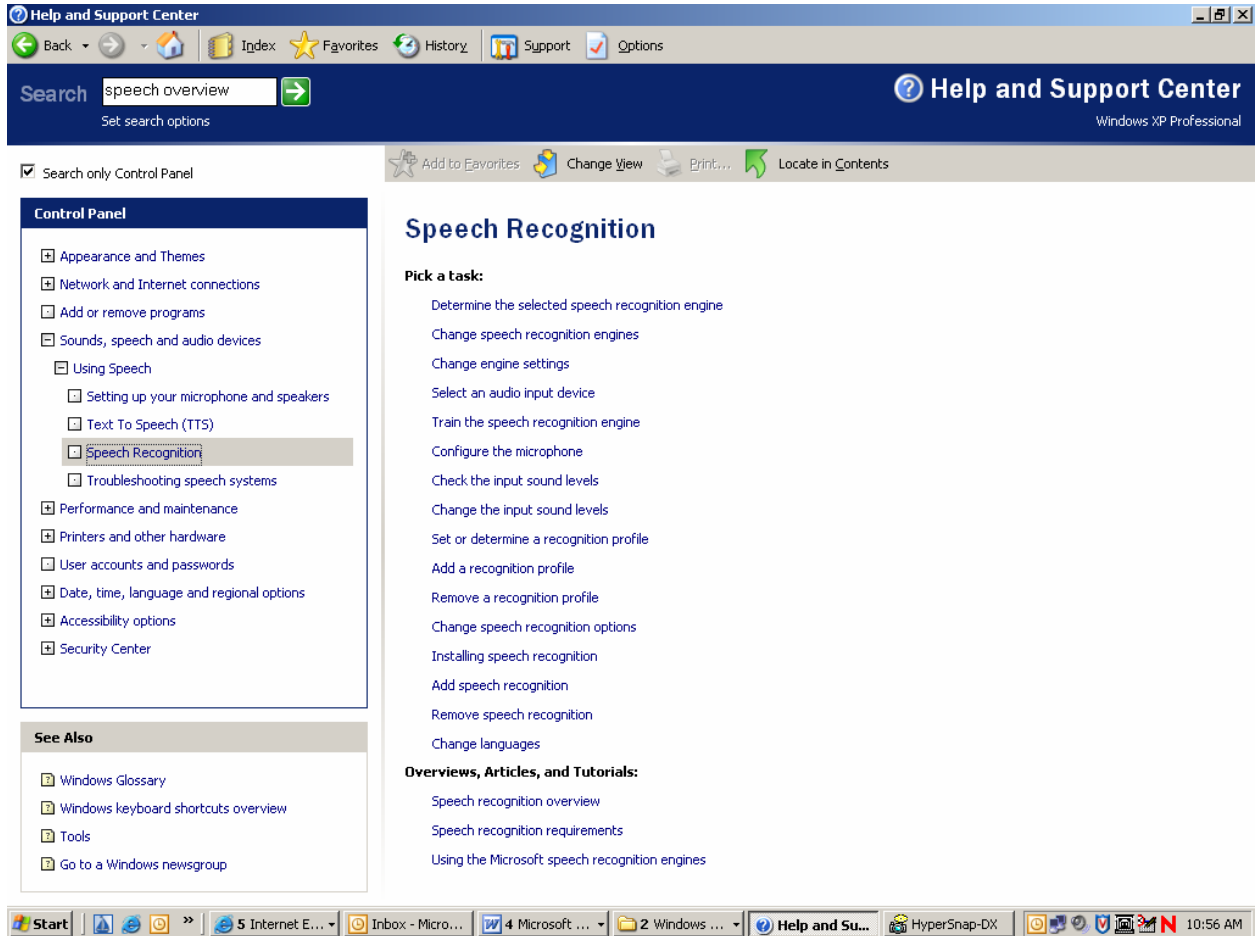 Help and Support Center
Back Index Favorites History Support Options
Search speech overview
Set search options
Help and Support Center
Windows XP Professional
Search only Control Panel
Add to Favorites Change View Print... Locate in Contents
Control Panel
Appearance and Themes
Network and Internet connections
Add or remove programs
Sounds, speech and audio devices
Using Speech
Setting up your microphone and speakers
Text To Speech (TTS)
Speech Recognition
Troubleshooting speech systems
Performance and maintenance
Printers and other hardware
User accounts and passwords
Date, time, language and regional options
Accessibility options
Security Center
See Also
Windows Glossary
Windows keyboard shortcuts overview
Tools
Go to a Windows newsgroup
Speech Recognition
Pick a task:
Determine the selected speech recognition engine
Change speech recognition engines
Change engine settings
Select an audio input device
Train the speech recognition engine
Configure the microphone
Check the input sound levels
Change the input sound levels
Set or determine a recognition profile
Add a recognition profile
Remove a recognition profile
Change speech recognition options
Installing speech recognition
Add speech recognition
Remove speech recognition
Change languages
Overviews, Articles, and Tutorials:
Speech recognition overview
Speech recognition requirements
Using the Microsoft speech recognition engines
Start » 5 Internet E... Inbox - Micro... 4 Microsoft ... 2 Windows ... Help and Su... HyperSnap-DX 10:56 AM